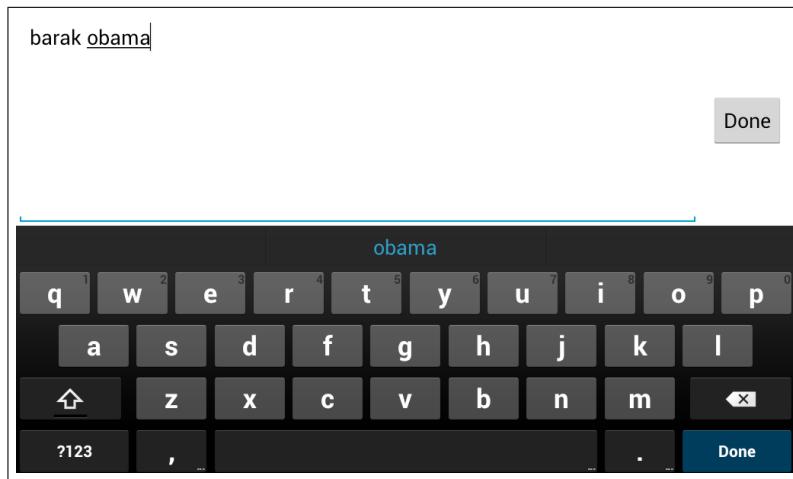 barak obama
Done
obama
q 1 w 2 e 3 r 4 t 5 y 6 u 7 i 8 o 9 p 0
a s d f g h j k l
z x c v b n m
?123 , ... ... . ... Done